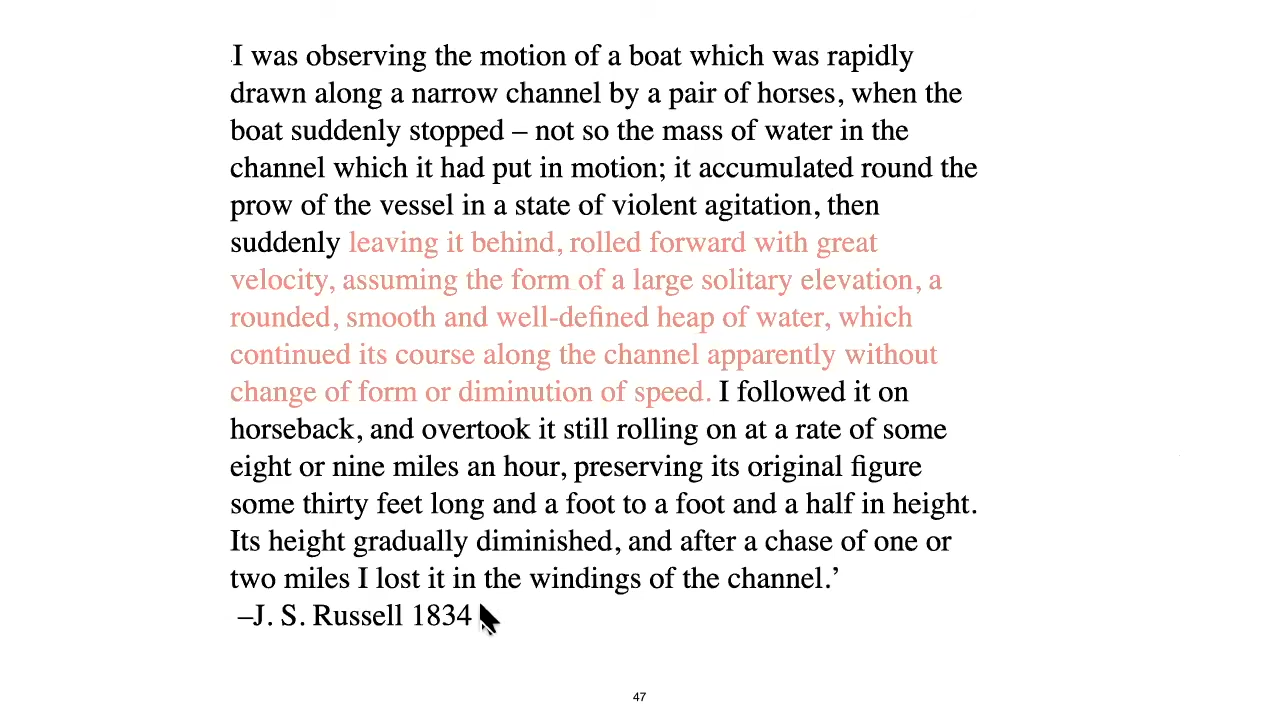 I was observing the motion of a boat which was rapidly
drawn along a narrow channel by a pair of horses, when the
boat suddenly stopped – not so the mass of water in the
channel which it had put in motion; it accumulated round the
prow of the vessel in a state of violent agitation, then
suddenly leaving it behind, rolled forward with great
velocity, assuming the form of a large solitary elevation, a
rounded, smooth and well-defined heap of water, which
continued its course along the channel apparently without
change of form or diminution of speed. I followed it on
horseback, and overtook it still rolling on at a rate of some
eight or nine miles an hour, preserving its original figure
some thirty feet long and a foot to a foot and a half in height.
Its height gradually diminished, and after a chase of one or
two miles I lost it in the windings of the channel.’
–J. S. Russell 1834
47